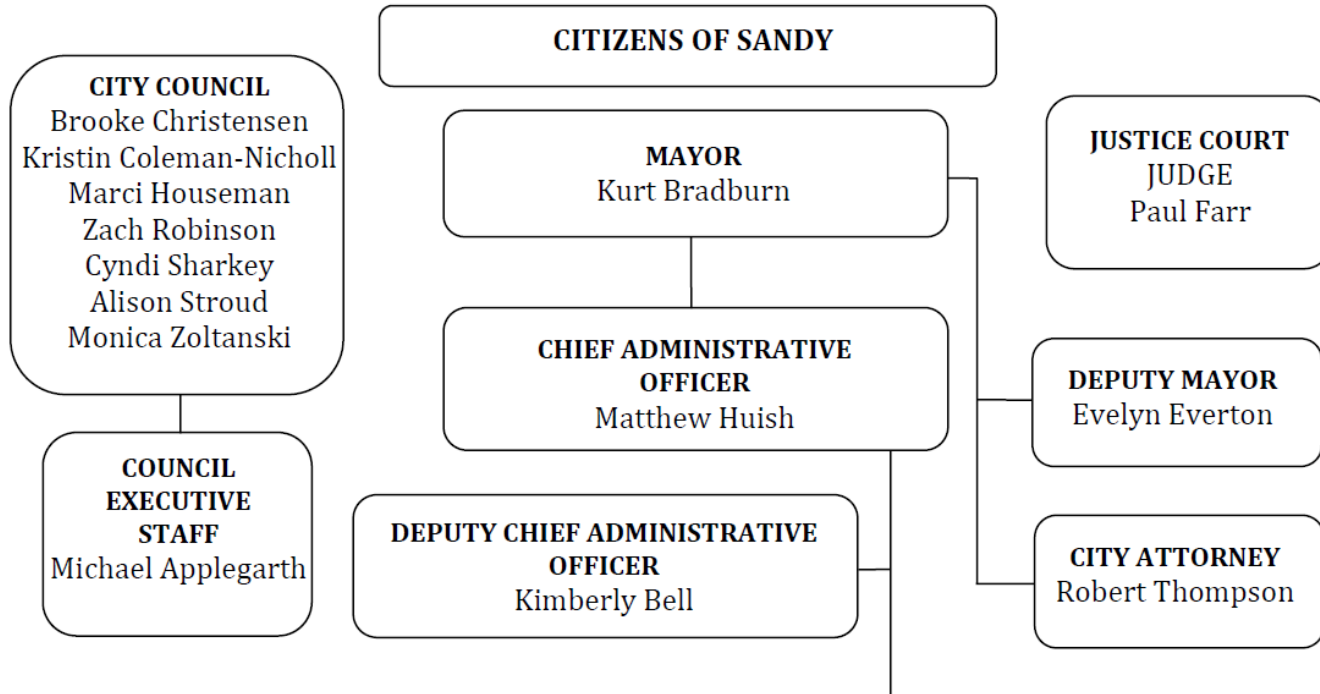 CITIZENS OF SANDY
CITY COUNCIL
Brooke Christensen
Kristin Coleman-Nicholl
Marci Houseman
Zach Robinson
Cyndi Sharkey
Alison Stroud
Monica Zoltanski
MAYOR
Kurt Bradburn
JUSTICE COURT
JUDGE
Paul Farr
CHIEF ADMINISTRATIVE
OFFICER
Matthew Huish
DEPUTY MAYOR
Evelyn Everton
COUNCIL
EXECUTIVE
STAFF
Michael Applegarth
DEPUTY CHIEF ADMINISTRATIVE
OFFICER
Kimberly Bell
CITY ATTORNEY
Robert Thompson